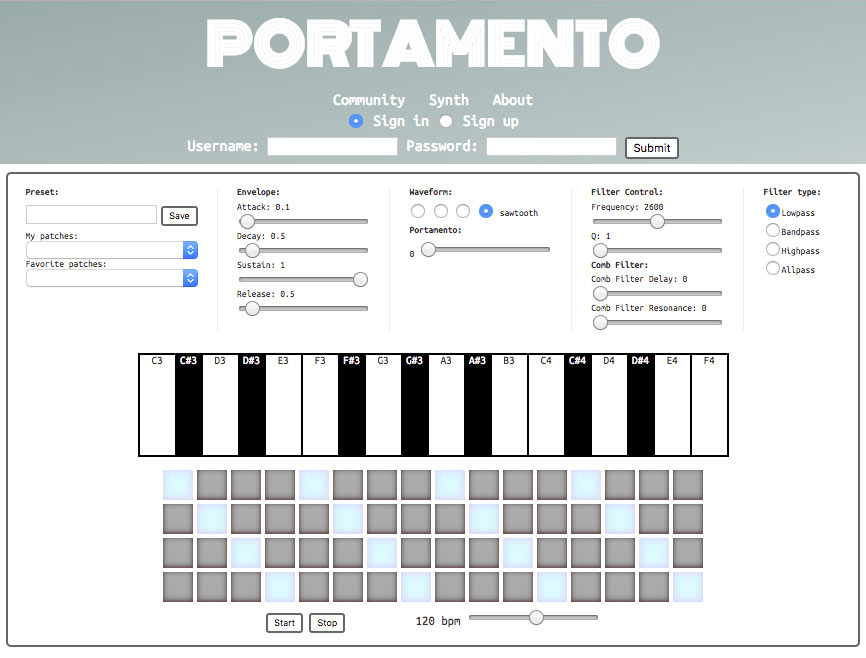 PORTAMENTO
Community Synth About
Sign in Sign up
Username: Password: Submit
Preset:
Save
My patches:
Favorite patches:
Envelope:
Attack: 0.1
Decay: 0.5
Sustain: 1
Release: 0.5
Waveform:
sawtooth
Portamento:
0
Filter Control:
Frequency: 2600
Q: 1
Comb Filter:
Comb Filter Delay: 0
Comb Filter Resonance: 0
Filter type:
Lowpass
Bandpass
Highpass
Allpass
C3 C#3 D3 D#3 E3 F3 F#3 G3 G#3 A3 A#3 B3 C4 C#4 D4 D#4 E4 F4
Start Stop 120 bpm